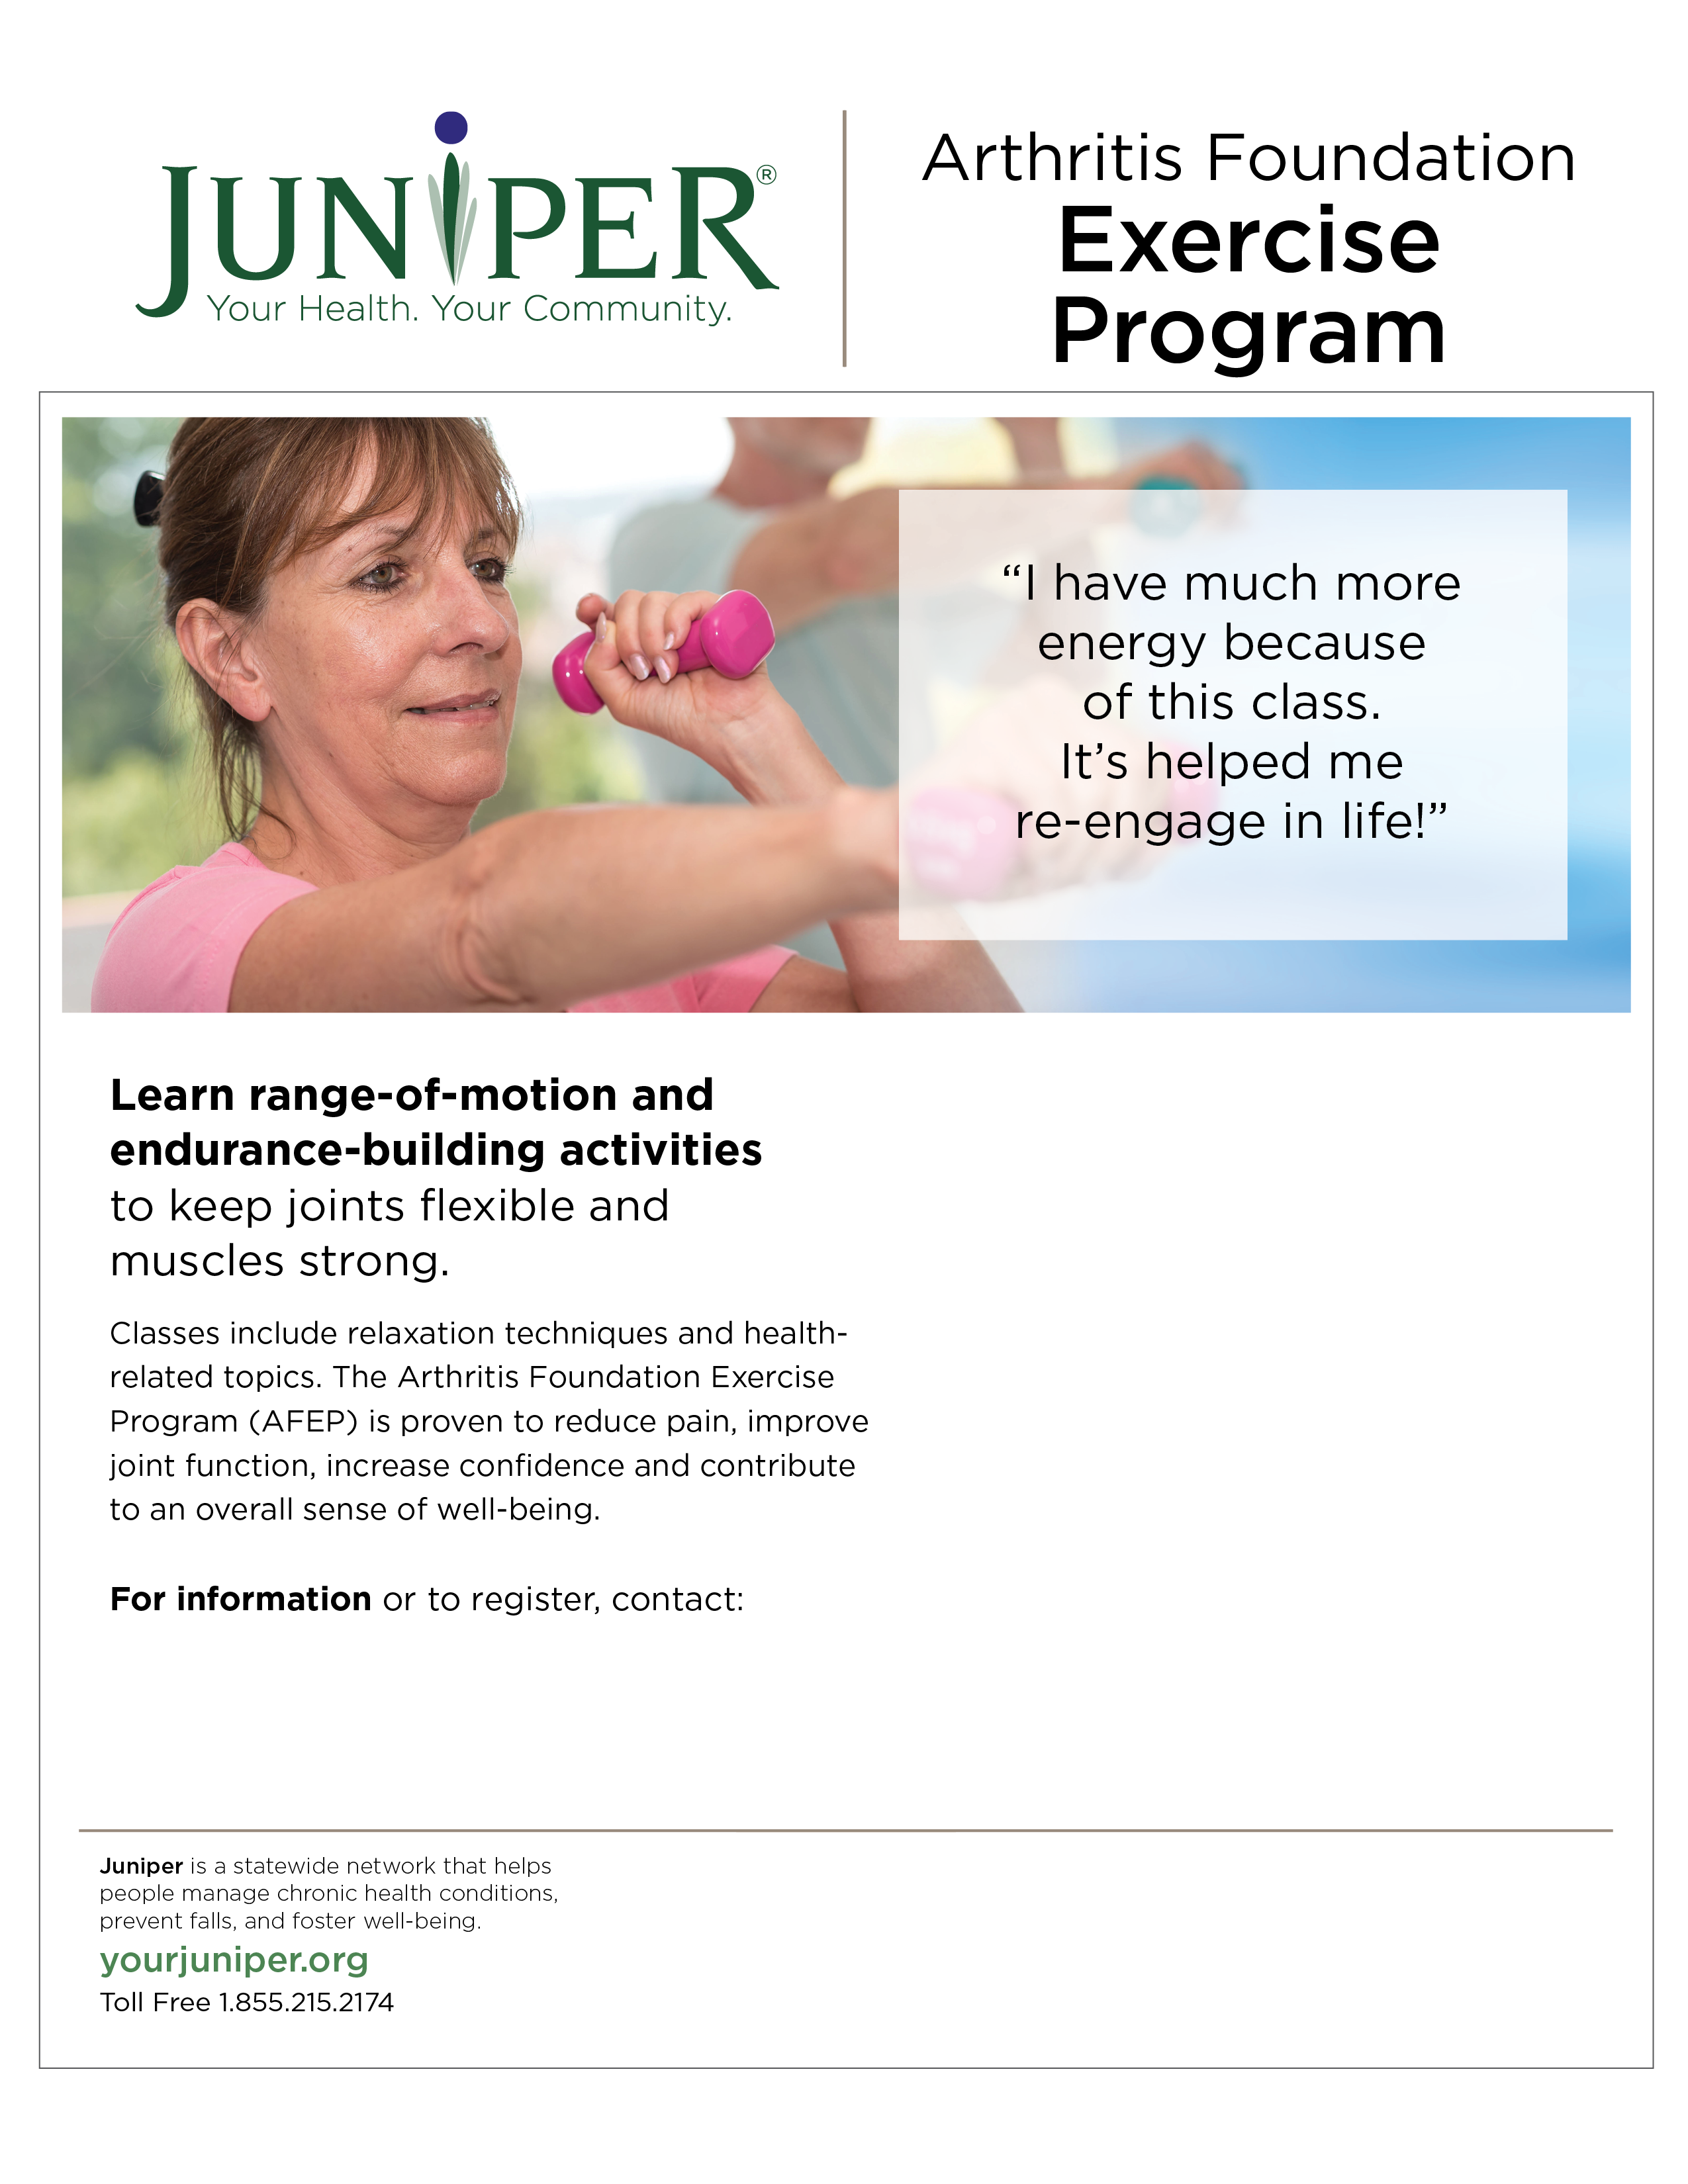 JUNIPER®
Your Health. Your Community.
Arthritis Foundation
Exercise
Program
“I have much more
energy because
of this class.
It’s helped me
re-engage in life!”
Learn range-of-motion and
endurance-building activities
to keep joints flexible and
muscles strong.
Classes include relaxation techniques and health-
related topics. The Arthritis Foundation Exercise
Program (AFEP) is proven to reduce pain, improve
joint function, increase confidence and contribute
to an overall sense of well-being.
For information or to register, contact:
Juniper is a statewide network that helps
people manage chronic health conditions,
prevent falls, and foster well-being.
yourjuniper.org
Toll Free 1.855.215.2174